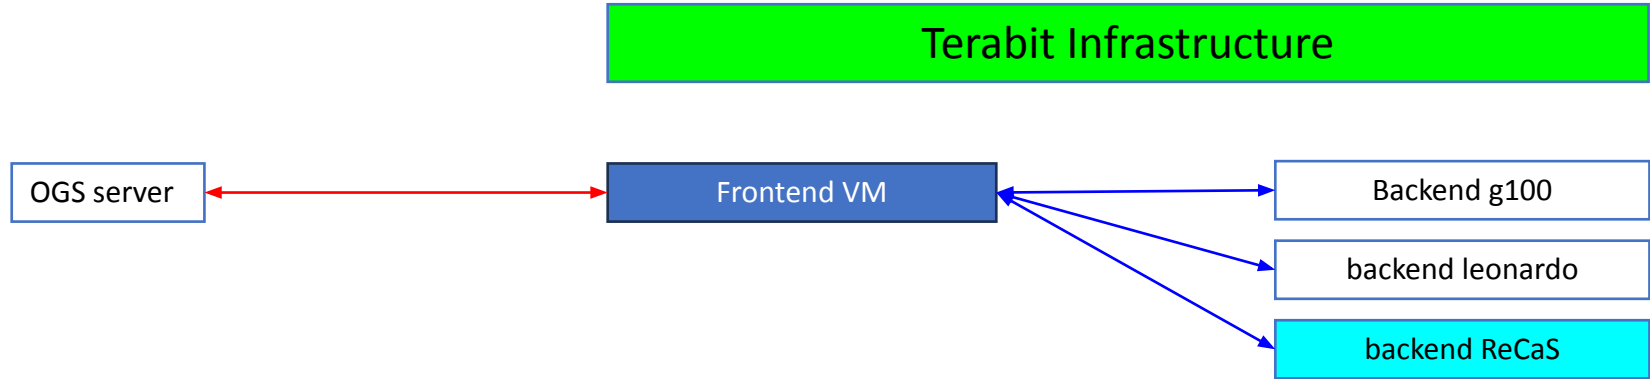 Terabit Infrastructure
OGS server
Frontend VM
Backend g100
backend leonardo
backend ReCaS